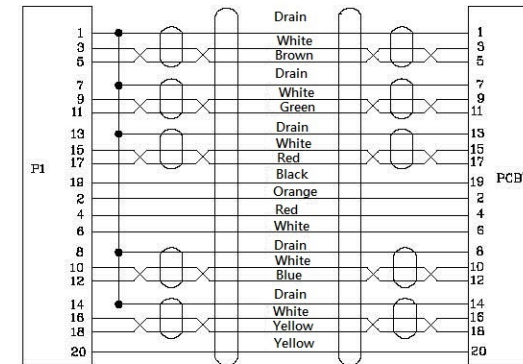 Drain
1 1
White
3 3
Brown
5 5
Drain
7 7
White
9 9
Green
11 11
Drain
13 13
White
15 15
Red
17 17
P1 PCB
Black
19 19
Orange
2 2
Red
4 4
White
6 6
Drain
8 8
White
10 10
Blue
12 12
Drain
14 14
White
16 16
Yellow
18 18
Yellow
20 20